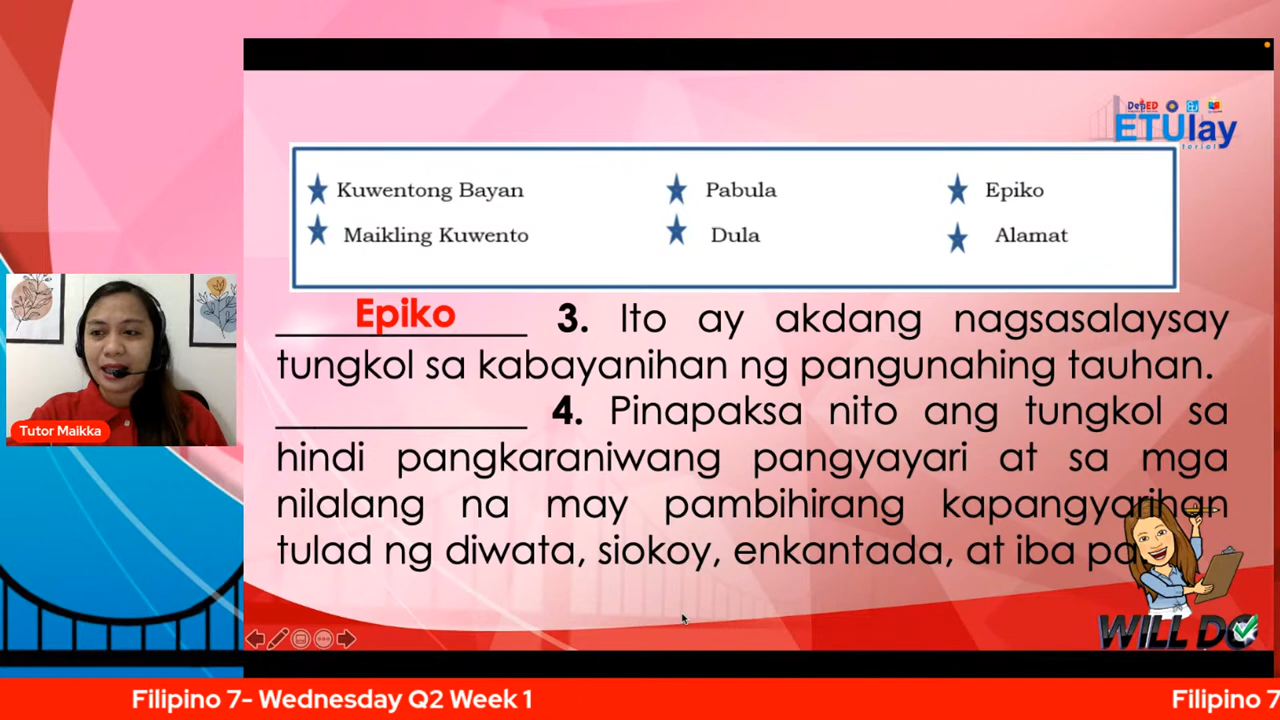 DepED
ETUlay
torial
Kuwentong Bayan
Pabula
Epiko
Maikling Kuwento
Dula
Alamat
Epiko
____________ 3. Ito ay akdang nagsasalaysay
tungkol sa kabayanihan ng pangunahing tauhan.
____________ 4. Pinapaksa nito ang tungkol sa
hindi pangkaraniwang pangyayari at sa mga
nilalang na may pambihirang kapangyarihan
tulad ng diwata, siokoy, enkantada, at iba pa
Tutor Maikka
WILL DO
Filipino 7- Wednesday Q2 Week 1
Filipino 7